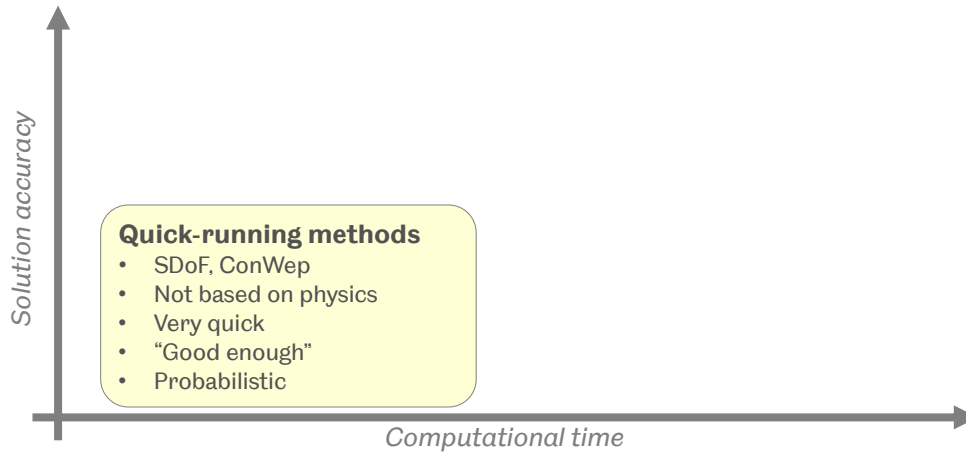 Solution accuracy
Quick-running methods
• SDoF, ConWep
• Not based on physics
• Very quick
• “Good enough”
• Probabilistic
Computational time